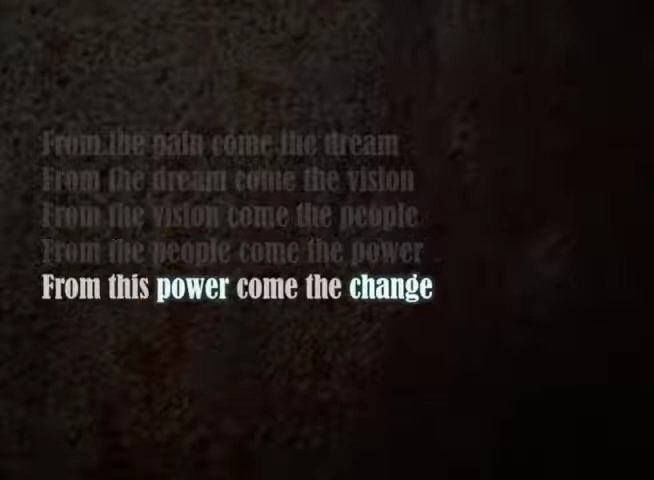 From the pain come the dream
From the dream come the vision
From the vision come the people
From the people come the power
From this power come the change